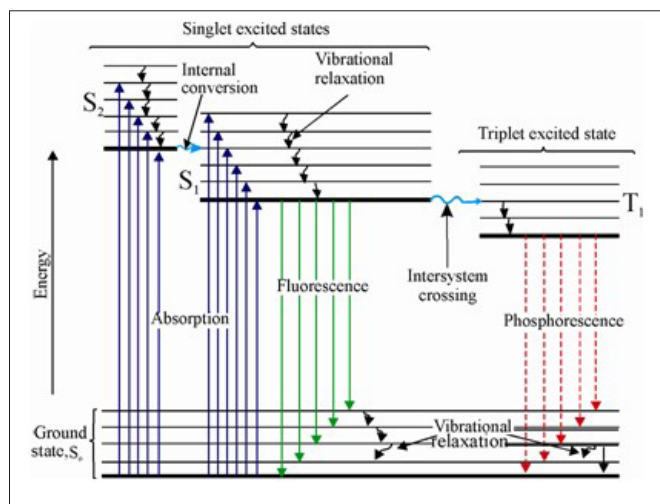 Singlet excited states
Internal
conversion
Vibrational
relaxation
S2
Triplet excited state
S1
T1
Energy
Absorption
Fluorescence
Intersystem
crossing
Phosphorescence
Ground
state,So
Vibrational
relaxation